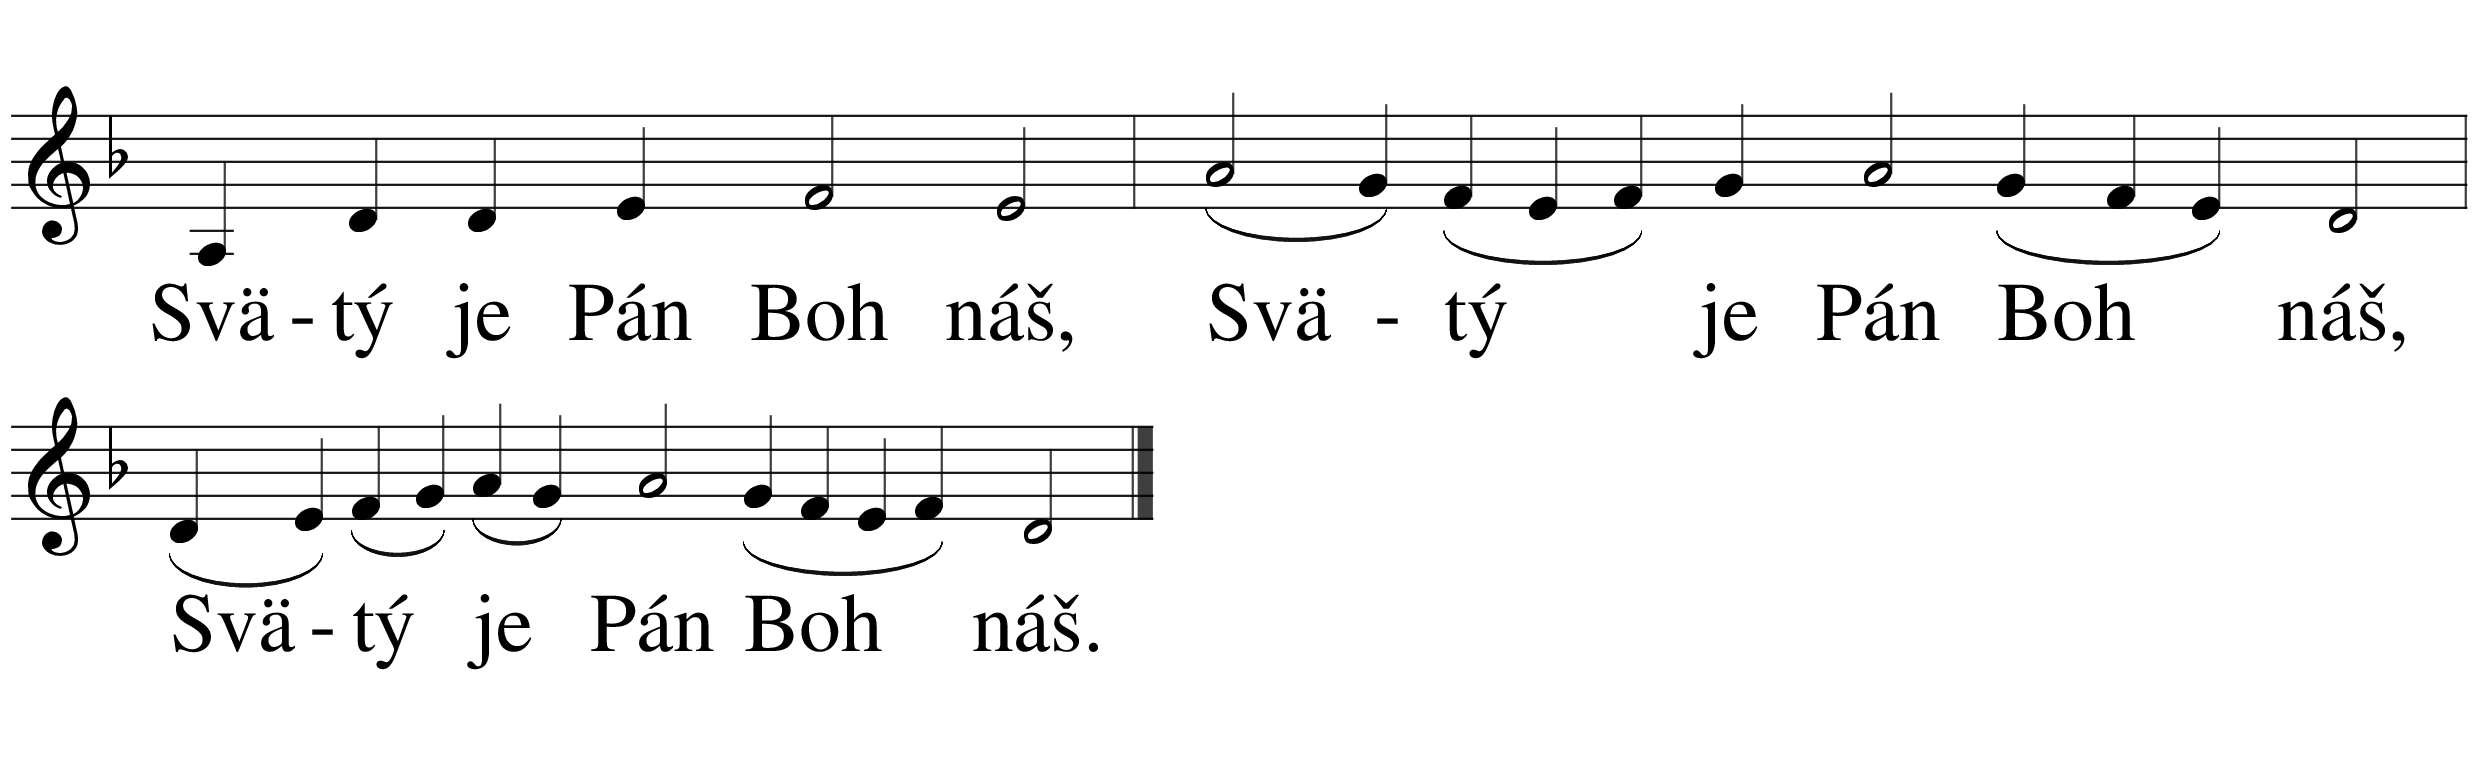 Svä - tý je Pán Boh náš, Svä - tý je Pán Boh náš,
Svä - tý je Pán Boh náš.